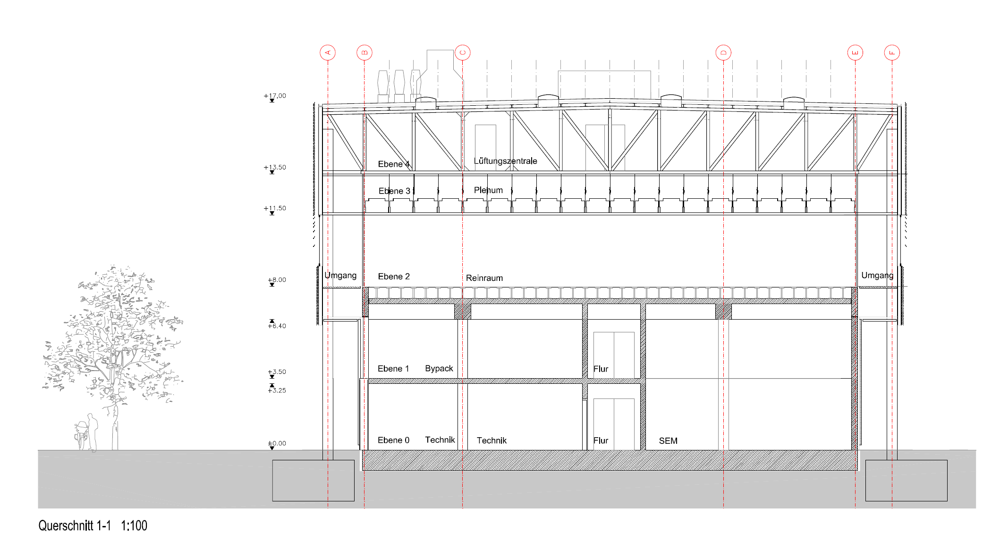 A B C D E F
+17,00
+13.50
Ebene 4 Lüftungszentrale
Ebene 3 Plenum
+11.50
+8.00
Umgang Ebene 2 Reinraum Umgang
+6.40
+3.50
Ebene 1 Bypack Flur
+3.25
±0.00
Ebene 0 Technik Technik Flur SEM
Querschnitt 1-1 1:100